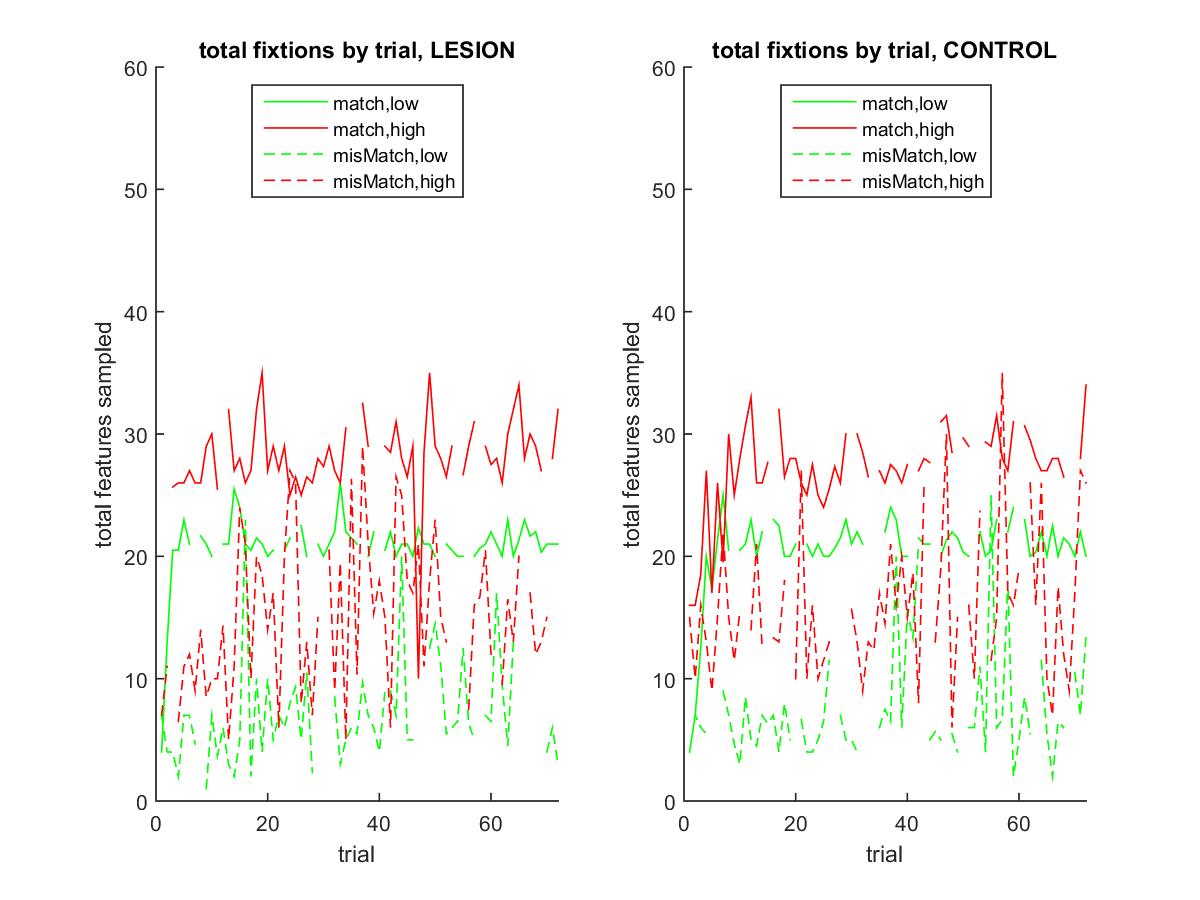 total fixtions by trial, LESION
60
50
40
30
20
10
0
total features sampled
match,low
match,high
misMatch,low
misMatch,high
0 20 40 60
trial
total fixtions by trial, CONTROL
60
50
40
30
20
10
0
total features sampled
match,low
match,high
misMatch,low
misMatch,high
0 20 40 60
trial